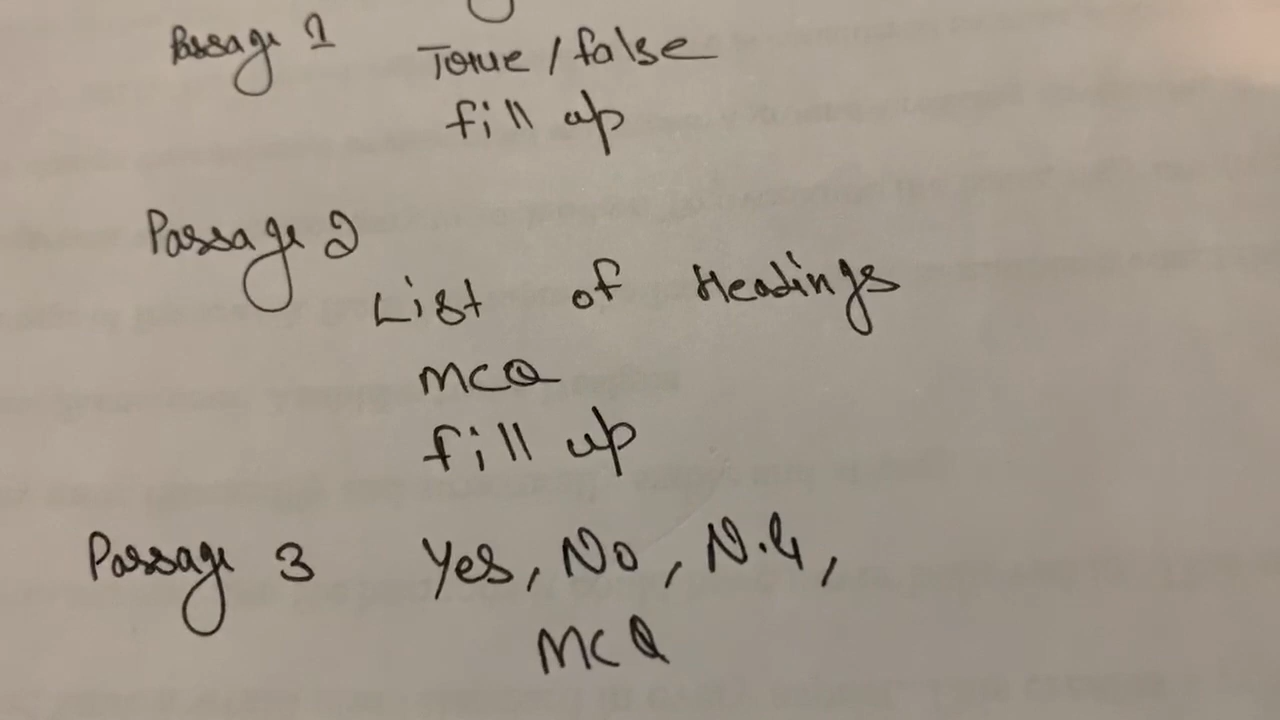 Passage 1 True/false
fill up
Passage 2
List of Headings
MCQ
fill up
Passage 3 Yes, No, N.G,
MCQ